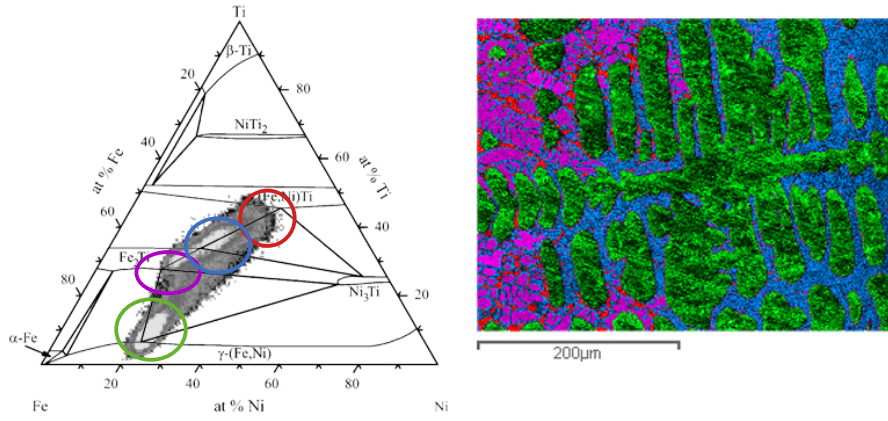 Ti
β-Ti
20
80
NiTi₂
at % Fe
40
60
at % Ti
(Fe,Ni)Ti
60
40
Fe₂Ti
80
Ni₃Ti
20
α-Fe
γ-(Fe,Ni)
20
40
60
80
Fe
at % Ni
Ni
200µm